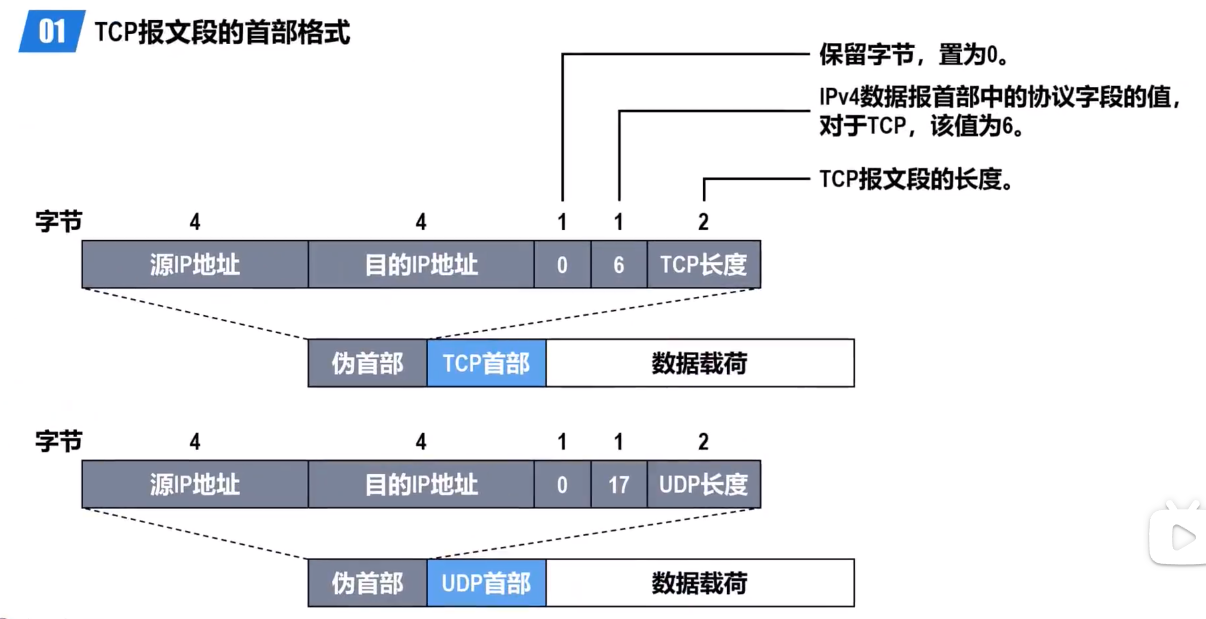 01 TCP报文段的首部格式
保留字节，置为0。
IPv4数据报首部中的协议字段的值，
对于TCP，该值为6。
TCP报文段的长度。
字节 4 4 1 1 2
源IP地址 目的IP地址 0 6 TCP长度
伪首部 TCP首部 数据载荷
字节 4 4 1 1 2
源IP地址 目的IP地址 0 17 UDP长度
伪首部 UDP首部 数据载荷